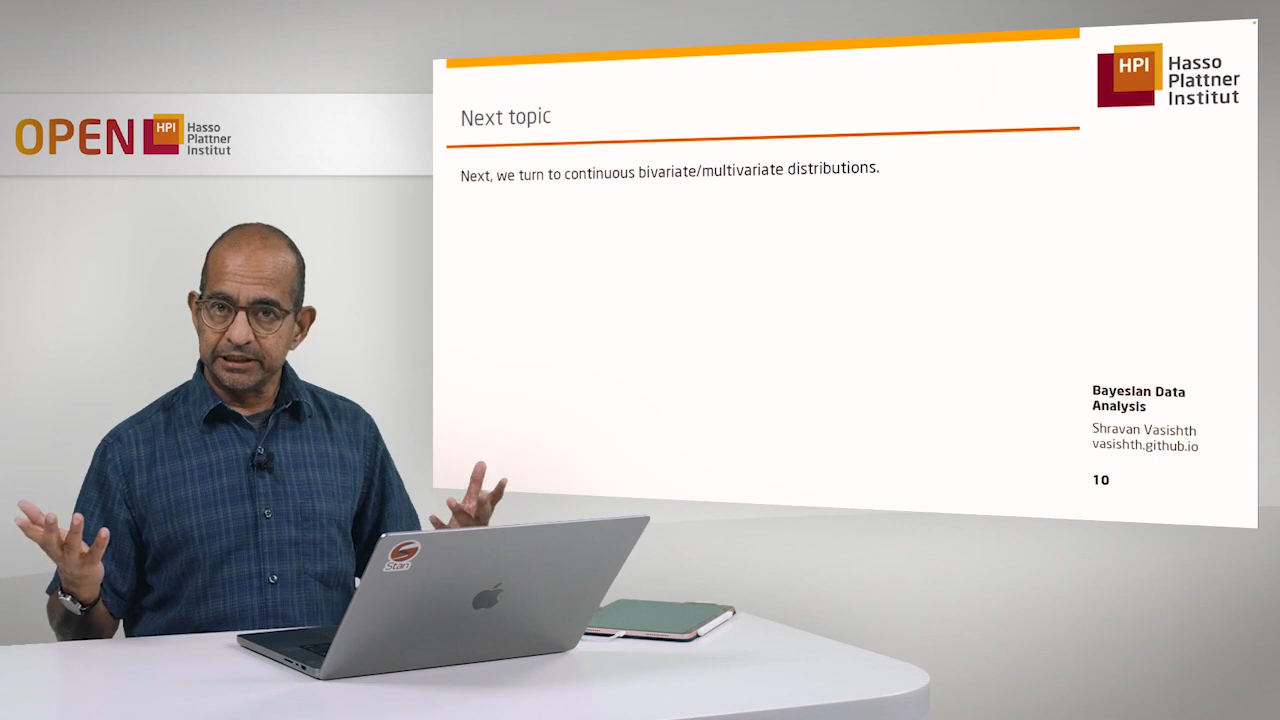 OPEN
HPI
Hasso
Plattner
Institut
Next topic
Next, we turn to continuous bivariate/multivariate distributions.
HPI
Hasso
Plattner
Institut
Bayesian Data
Analysis
Shravan Vasishth
vasishth.github.io
10
Stan